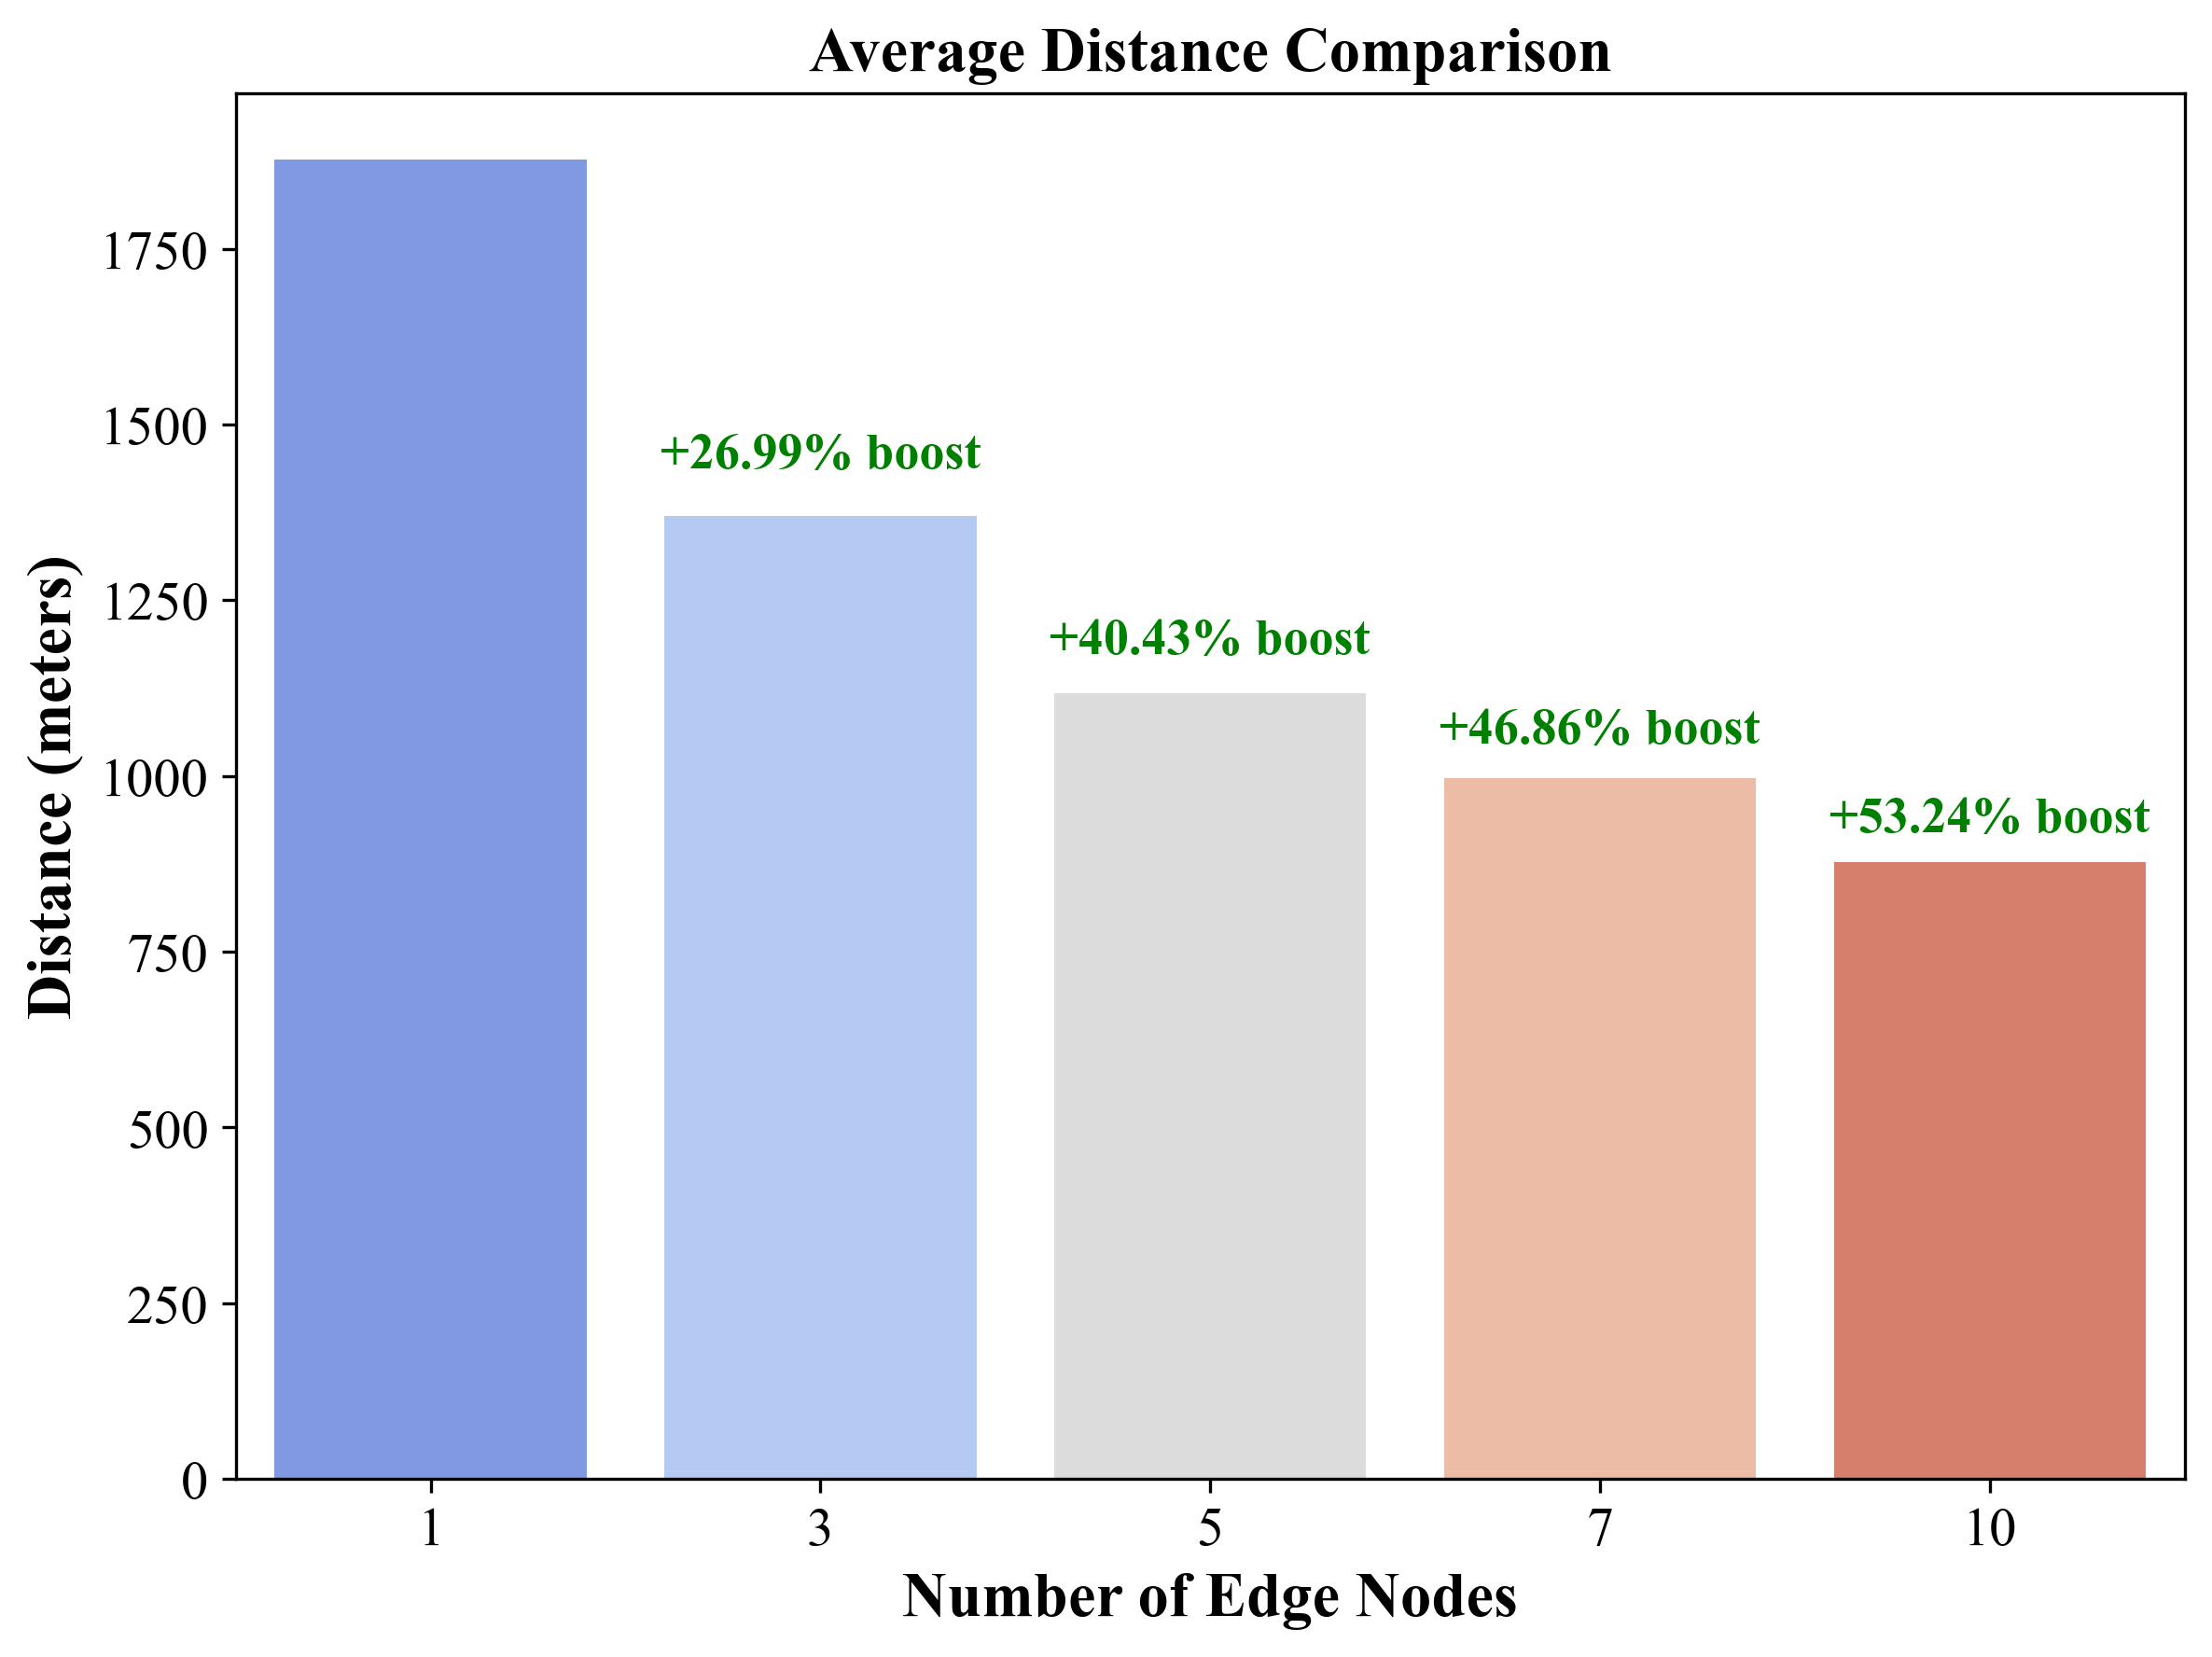 Average Distance Comparison
Distance (meters)
1750
1500
1250
1000
750
500
250
0
+26.99% boost
+40.43% boost
+46.86% boost
+53.24% boost
1
3
5
7
10
Number of Edge Nodes